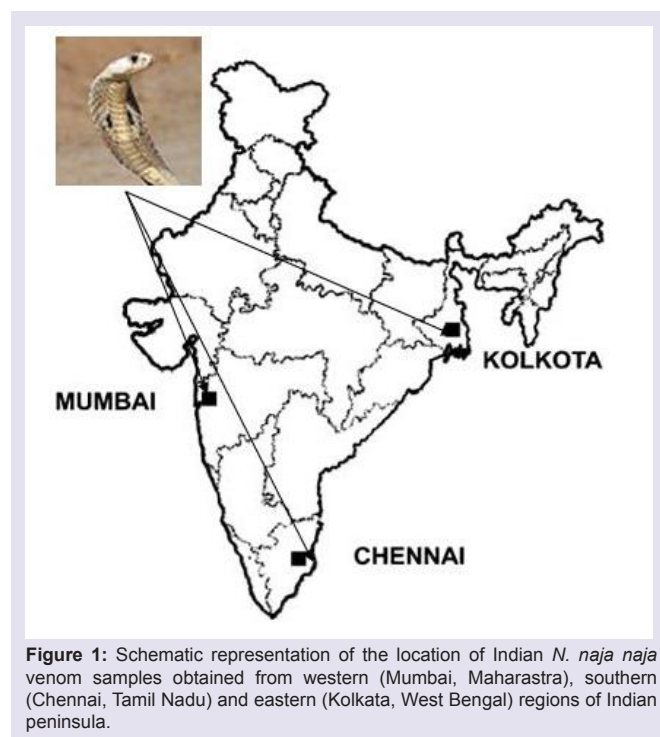 KOLKOTA
MUMBAI
CHENNAI
Figure 1: Schematic representation of the location of Indian N. naja naja
venom samples obtained from western (Mumbai, Maharastra), southern
(Chennai, Tamil Nadu) and eastern (Kolkata, West Bengal) regions of Indian
peninsula.